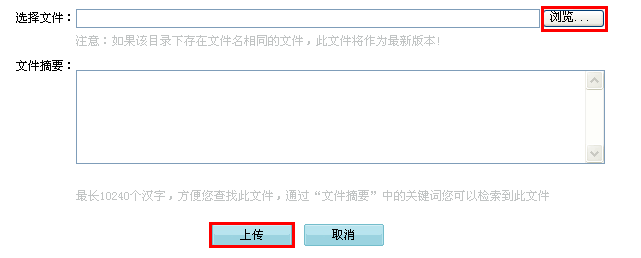 选择文件： 浏览...
注意：如果该目录下存在文件名相同的文件，此文件将作为最新版本!
文件摘要：
最长10240个汉字，方便您查找此文件，通过“文件摘要”中的关键词您可以检索到此文件
上传 取消